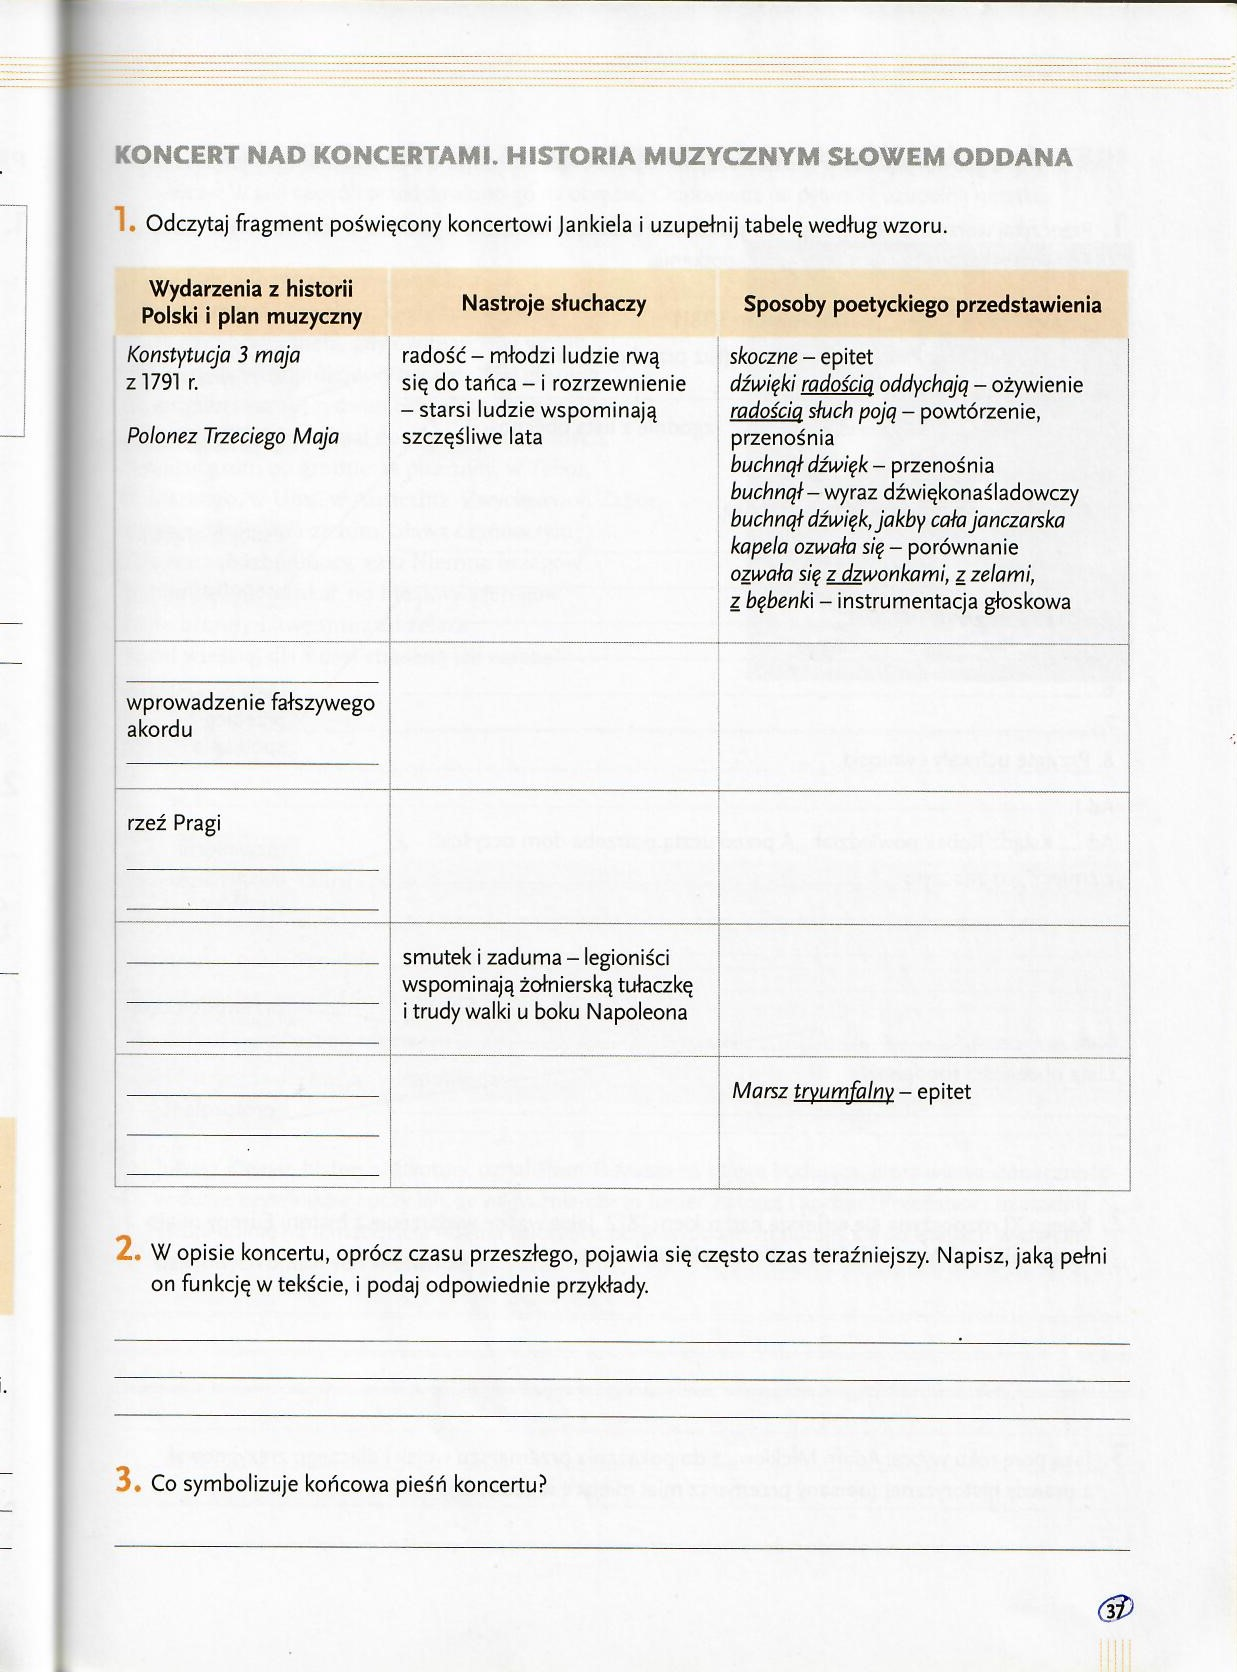 KONCERT NAD KONCERTAMI. HISTORIA MUZYCZNYM SŁOWEM ODDANA
1. Odczytaj fragment poświęcony koncertowi Jankiela i uzupełnij tabelę według wzoru.
Wydarzenia z historii
Polski i plan muzyczny
Nastroje słuchaczy
Sposoby poetyckiego przedstawienia
Konstytucja 3 maja
z 1791 r.
Polonez Trzeciego Maja
radość – młodzi ludzie rwą
się do tańca – i rozrzewnienie
– starsi ludzie wspominają
szczęśliwe lata
skoczne – epitet
dźwięki radością oddychają – ożywienie
radością słuch poją – powtórzenie,
przenośnia
buchnął dźwięk – przenośnia
buchnął – wyraz dźwiękonaśladowczy
buchnął dźwięk, jakby cała janczarska
kapela ozwała się – porównanie
ozwała się z dzwonkami, z zelami,
z bębenki – instrumentacja głoskowa
wprowadzenie fałszywego
akordu
rzeź Pragi
smutek i zaduma – legioniści
wspominają żołnierską tułaczkę
i trudy walki u boku Napoleona
Marsz tryumfalny – epitet
2. W opisie koncertu, oprócz czasu przeszłego, pojawia się często czas teraźniejszy. Napisz, jaką pełni
on funkcję w tekście, i podaj odpowiednie przykłady.
3. Co symbolizuje końcowa pieśń koncertu?
37